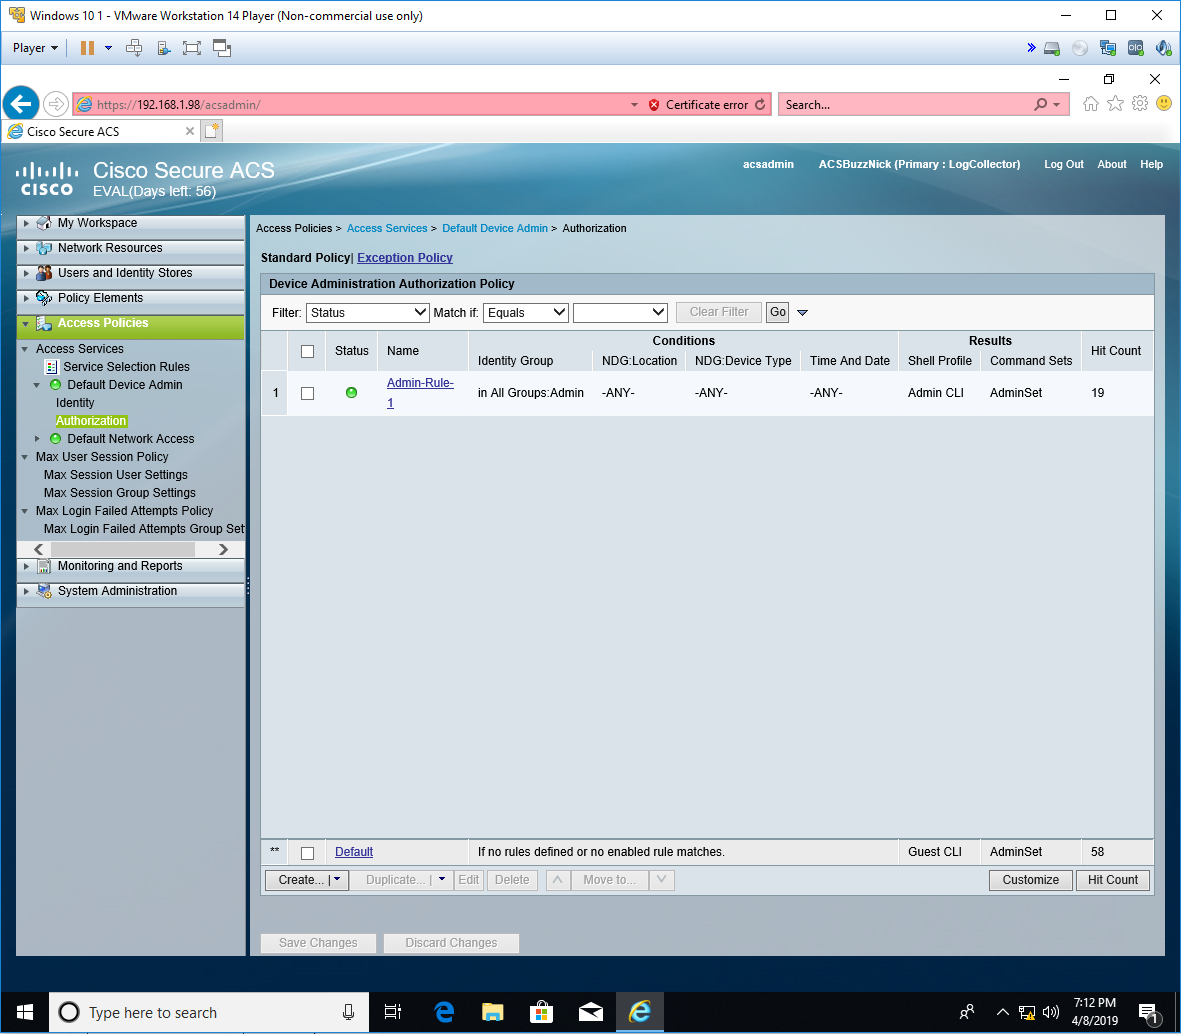 Windows 10 1 - VMware Workstation 14 Player (Non-commercial use only)
Player
https://192.168.1.98/acsadmin/
Certificate error
Search...
Cisco Secure ACS
CISCO
Cisco Secure ACS
EVAL(Days left: 56)
acsadmin
ACSBuzzNick (Primary : LogCollector)
Log Out
About
Help
My Workspace
Network Resources
Users and Identity Stores
Policy Elements
Access Policies
Access Services
Service Selection Rules
Default Device Admin
Identity
Authorization
Default Network Access
Max User Session Policy
Max Session User Settings
Max Session Group Settings
Max Login Failed Attempts Policy
Max Login Failed Attempts Group Set
Monitoring and Reports
System Administration
Access Policies > Access Services > Default Device Admin > Authorization
Standard Policy| Exception Policy
Device Administration Authorization Policy
Filter: Status Match if: Equals Clear Filter Go
Status Name Conditions Results Hit Count
Identity Group NDG:Location NDG:Device Type Time And Date Shell Profile Command Sets
1 Admin-Rule-1 in All Groups:Admin -ANY- -ANY- -ANY- Admin CLI AdminSet 19
** Default If no rules defined or no enabled rule matches. Guest CLI AdminSet 58
Create... | Duplicate... | Edit Delete Move to... Customize Hit Count
Save Changes Discard Changes
Type here to search
7:12 PM
4/8/2019
1